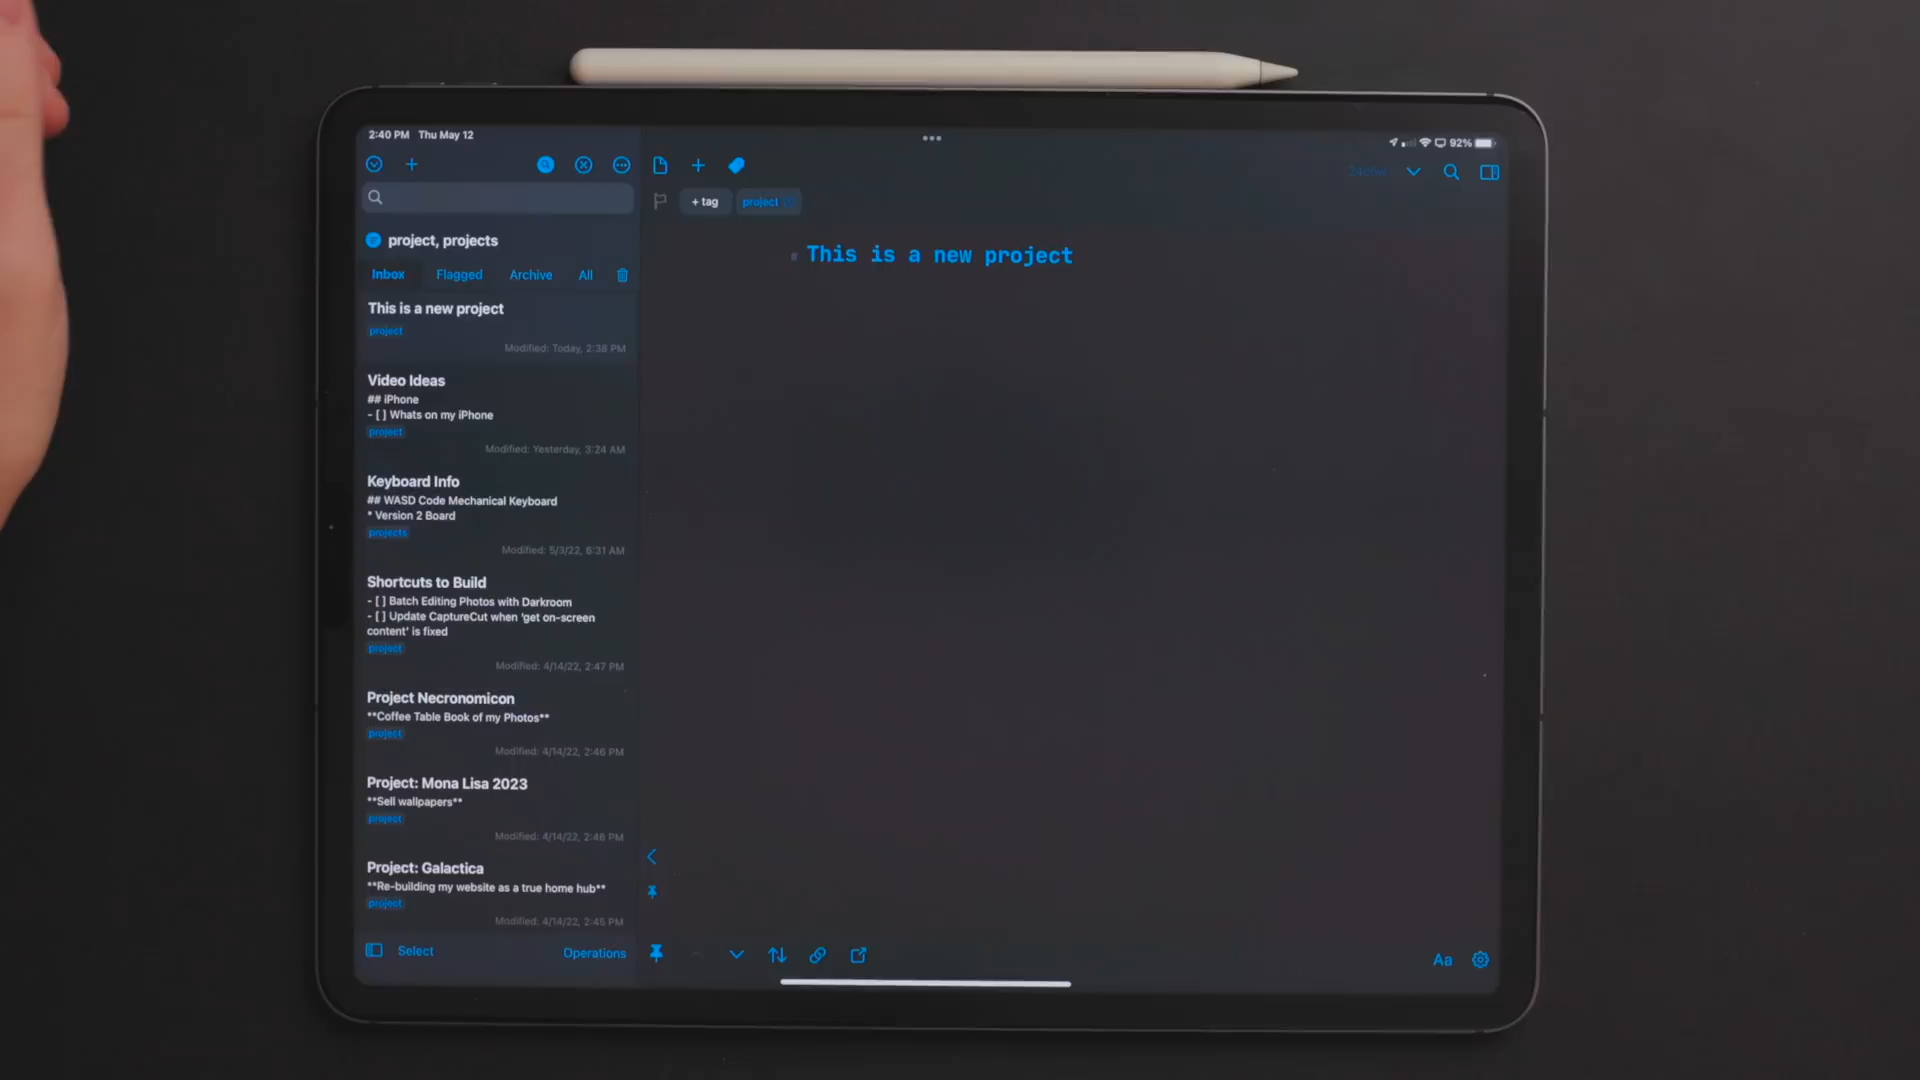 2:40 PM Thu May 12
92%
project, projects
Inbox Flagged Archive All
This is a new project
project
Modified: Today, 2:38 PM
Video Ideas
## iPhone
- [ ] Whats on my iPhone
project
Modified: Yesterday, 3:24 AM
Keyboard Info
## WASD Code Mechanical Keyboard
* Version 2 Board
projects
Modified: 5/3/22, 6:31 AM
Shortcuts to Build
- [ ] Batch Editing Photos with Darkroom
- [ ] Update CaptureCut when 'get on-screen
content' is fixed
project
Modified: 4/14/22, 2:47 PM
Project Necronomicon
**Coffee Table Book of my Photos**
project
Modified: 4/14/22, 2:46 PM
Project: Mona Lisa 2023
**Sell wallpapers**
project
Modified: 4/14/22, 2:46 PM
Project: Galactica
**Re-building my website as a true home hub**
project
Modified: 4/14/22, 2:45 PM
Select Operations
+ tag project
# This is a new project
Aa